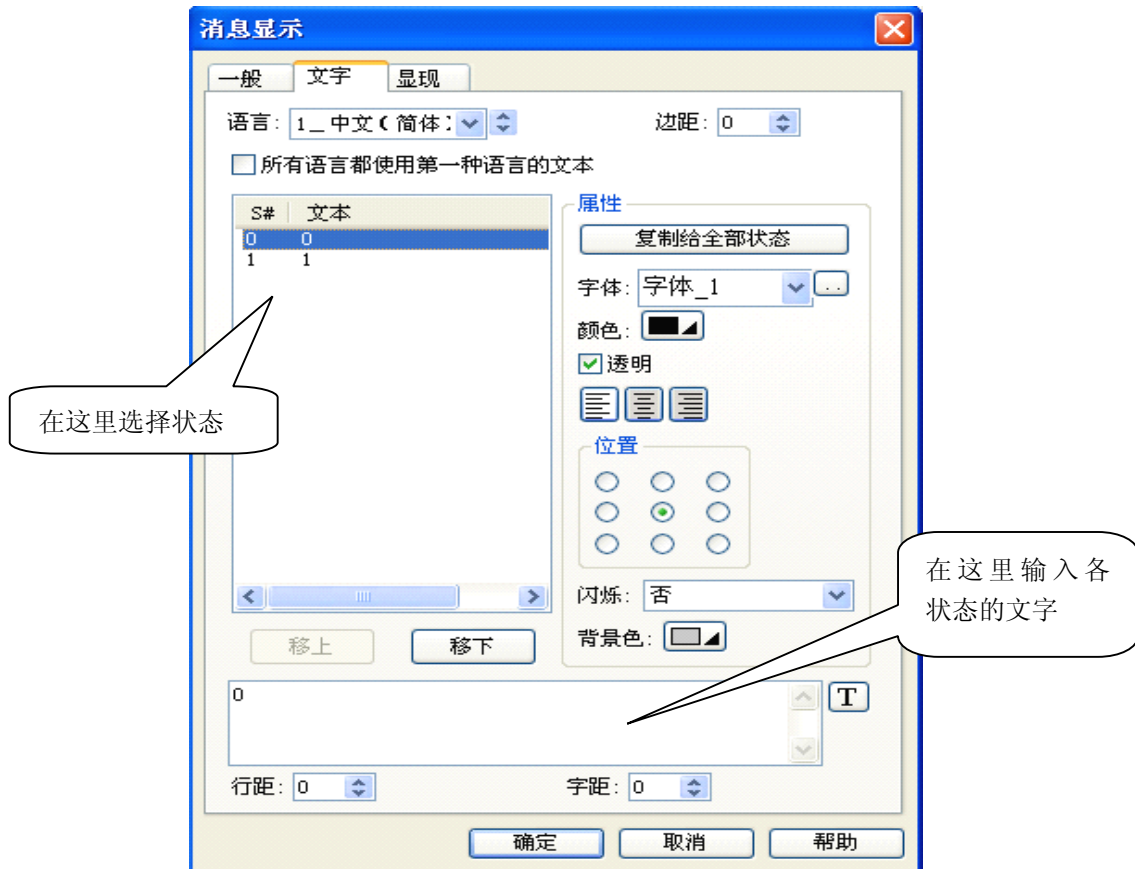 消息显示
一般 文字 显现
语言: 1_中文(简体) 边距: 0
所有语言都使用第一种语言的文本
S# 文本
0 0
1 1
属性
复制给全部状态
字体: 字体_1 ..
颜色:
透明
位置
闪烁: 否
背景色:
移上 移下
0
T
行距: 0 字距: 0
确定 取消 帮助
在这里选择状态
在这里输入各
状态的文字